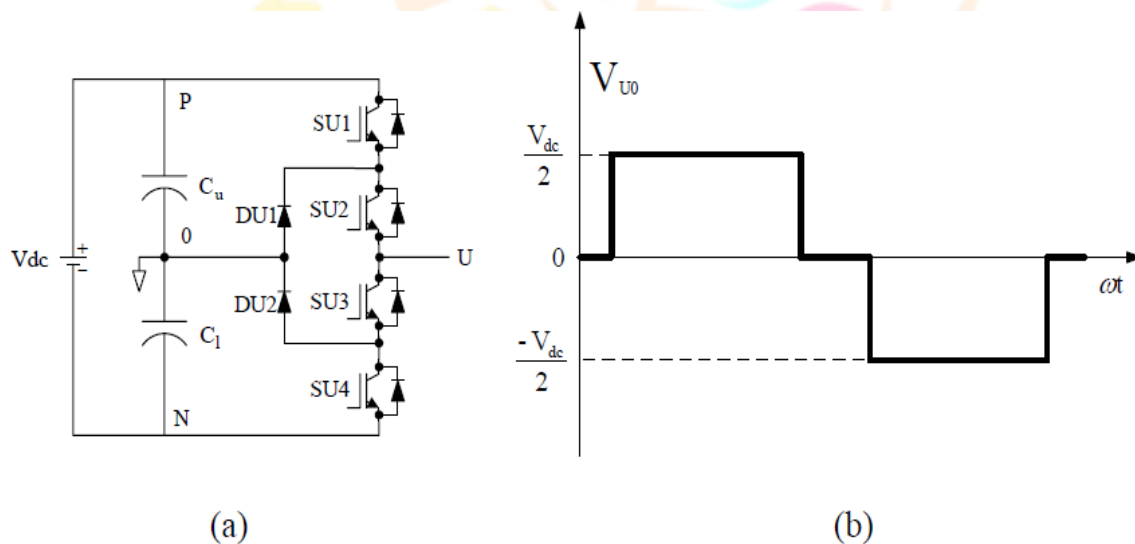 P
SU1
C_u
DU1
SU2
0
Vdc
+
-
U
DU2
SU3
C_l
SU4
N
(a)
V_U0
V_dc
2
0
ωt
- V_dc
2
(b)